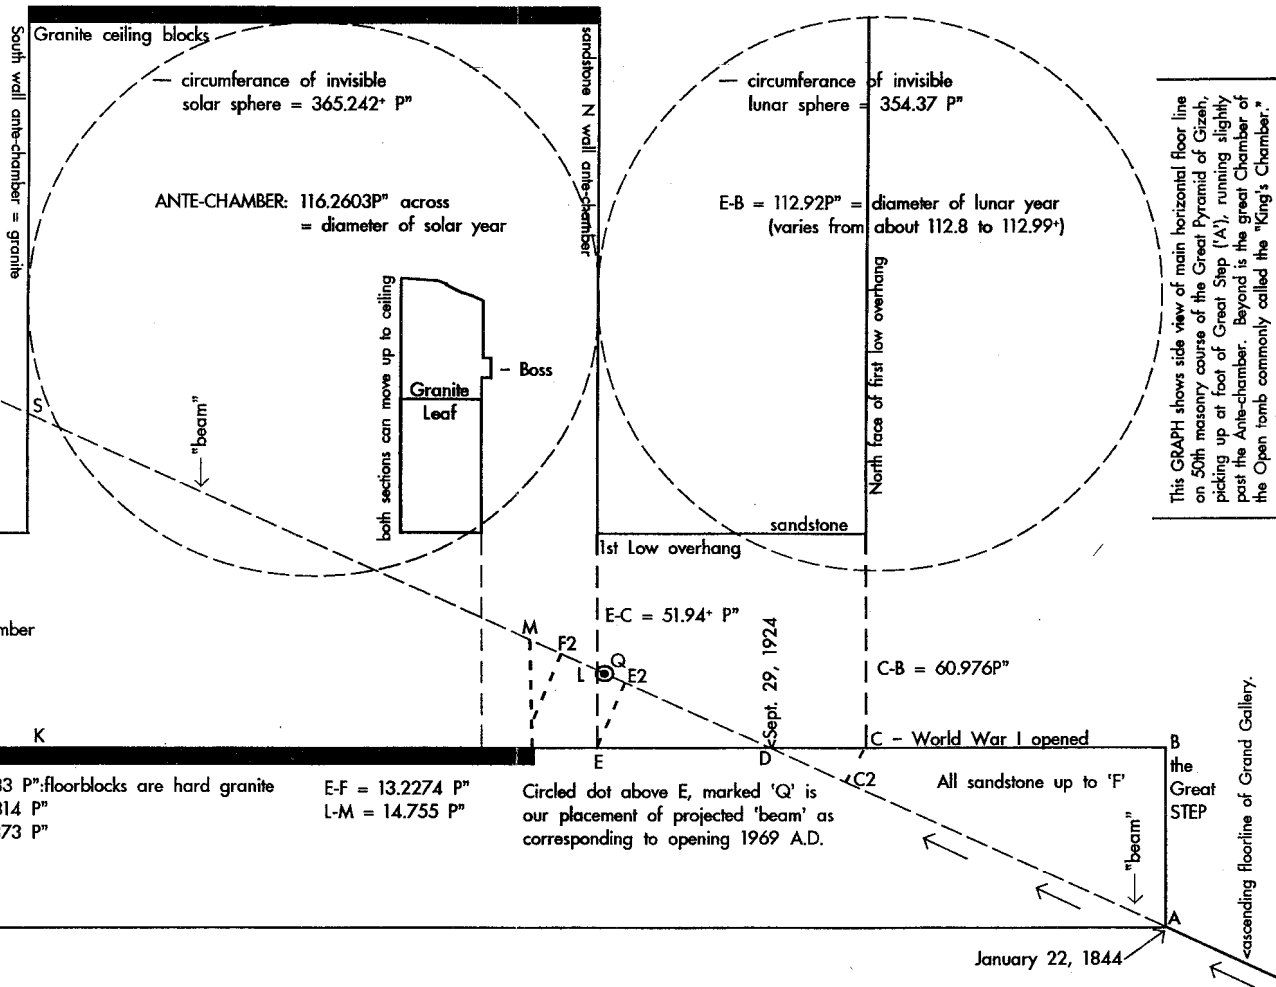 South wall ante-chamber = granite
Granite ceiling blocks
— circumferance of invisible
solar sphere = 365.242⁺ P"
sandstone N wall ante-chamber
— circumferance of invisible
lunar sphere = 354.37 P"
ANTE-CHAMBER: 116.2603P" across
= diameter of solar year
E-B = 112.92P" = diameter of lunar year
(varies from about 112.8 to 112.99⁺)
This GRAPH shows side view of main horizontal floor line
on 50th masonry course of the Great Pyramid of Gizeh,
picking up at foot of Great Step ('A'), running slightly
past the Ante-chamber. Beyond is the great Chamber of
the Open tomb commonly called the "King's Chamber."
both sections can move up to ceiling
– Boss
Granite
Leaf
North face of first low overhang
S
"beam"
sandstone
1st Low overhang
E-C = 51.94⁺ P"
mber
M
F2
Q
L
E2
<Sept. 29, 1924
C-B = 60.976P"
K
E
D
C – World War I opened
B
the
Great
STEP
C2
All sandstone up to 'F'
33 P":floorblocks are hard granite
314 P"
373 P"
E-F = 13.2274 P"
L-M = 14.755 P"
Circled dot above E, marked 'Q' is
our placement of projected 'beam' as
corresponding to opening 1969 A.D.
"beam"
A
<ascending floorline of Grand Gallery.
January 22, 1844